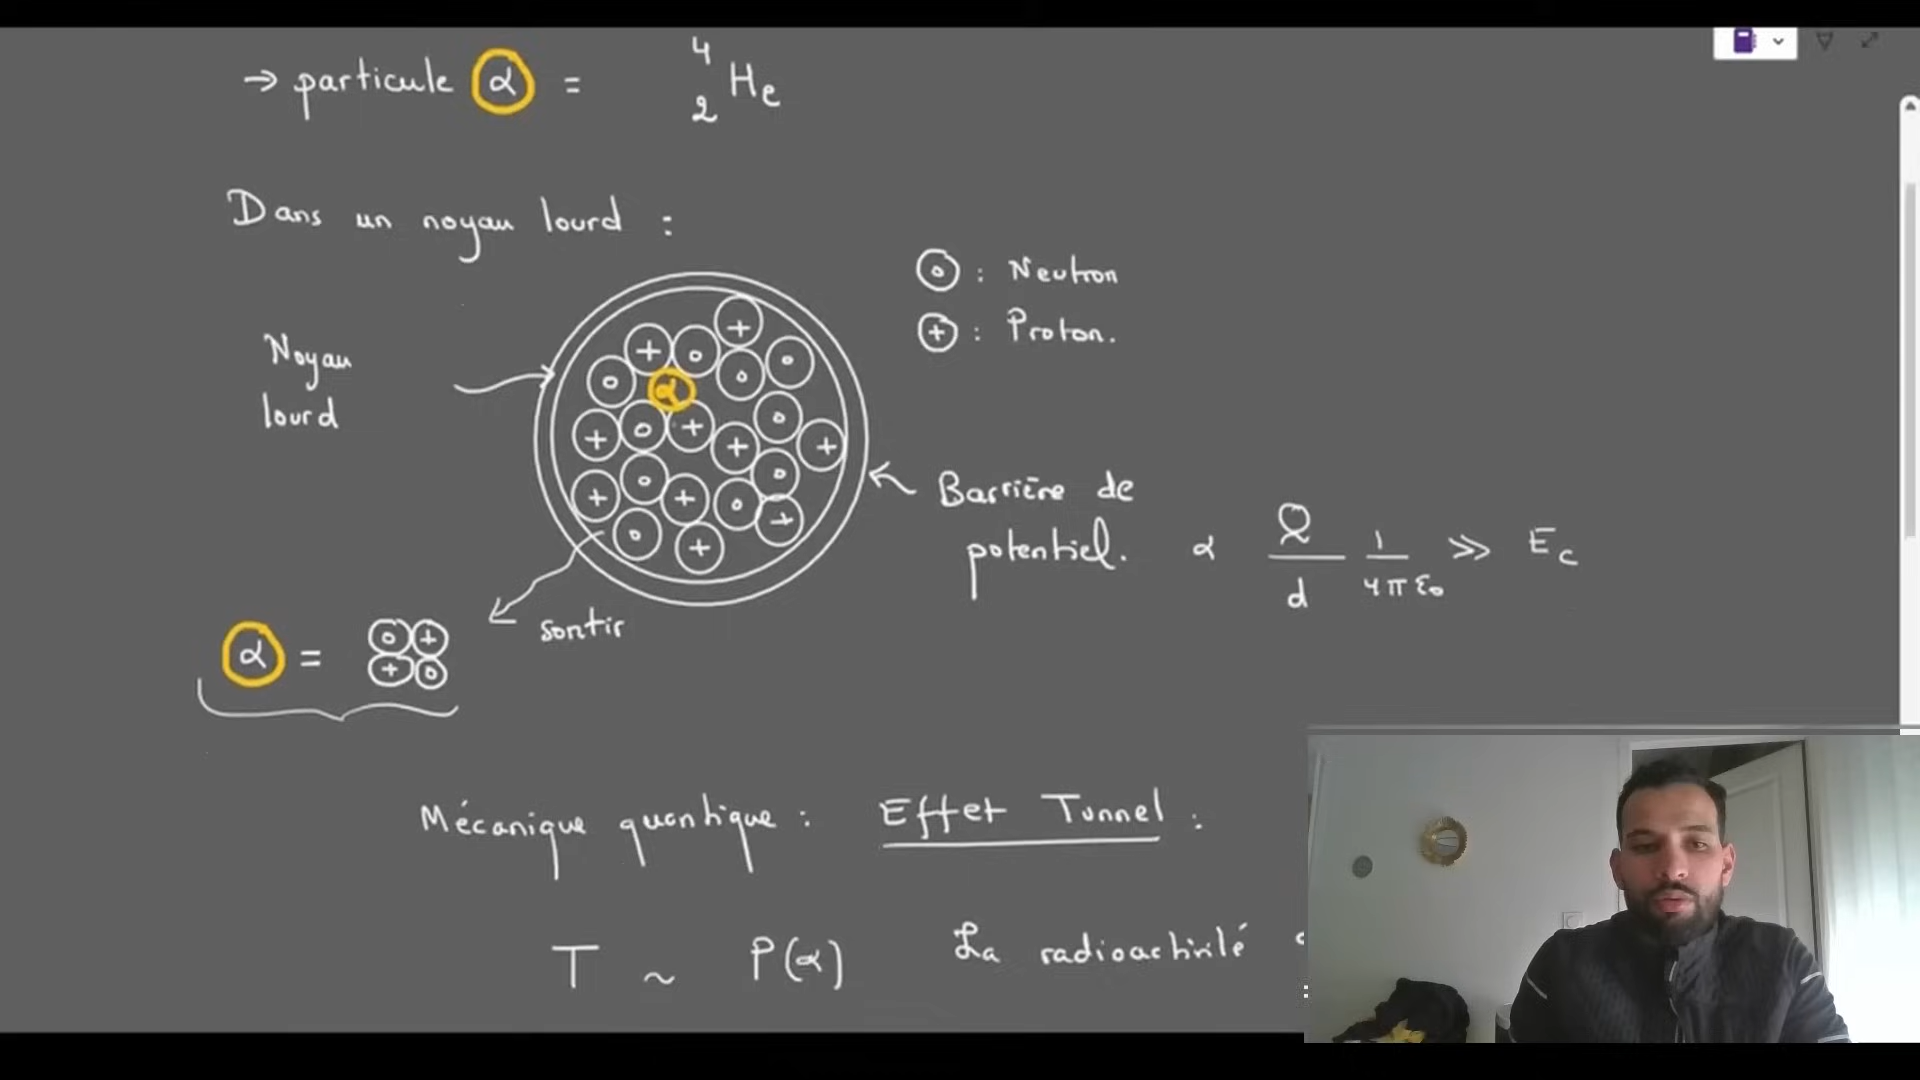 → particule α = ⁴₂He
Dans un noyau lourd :
⊙ : Neutron
⊕ : Proton.
Noyau
lourd
α
Barrière de
potentiel. α Q/d 1/4πε₀ >> Ec
sortir
α =
Mécanique quantique : Effet Tunnel :
T ~ P(α) La radioactivité